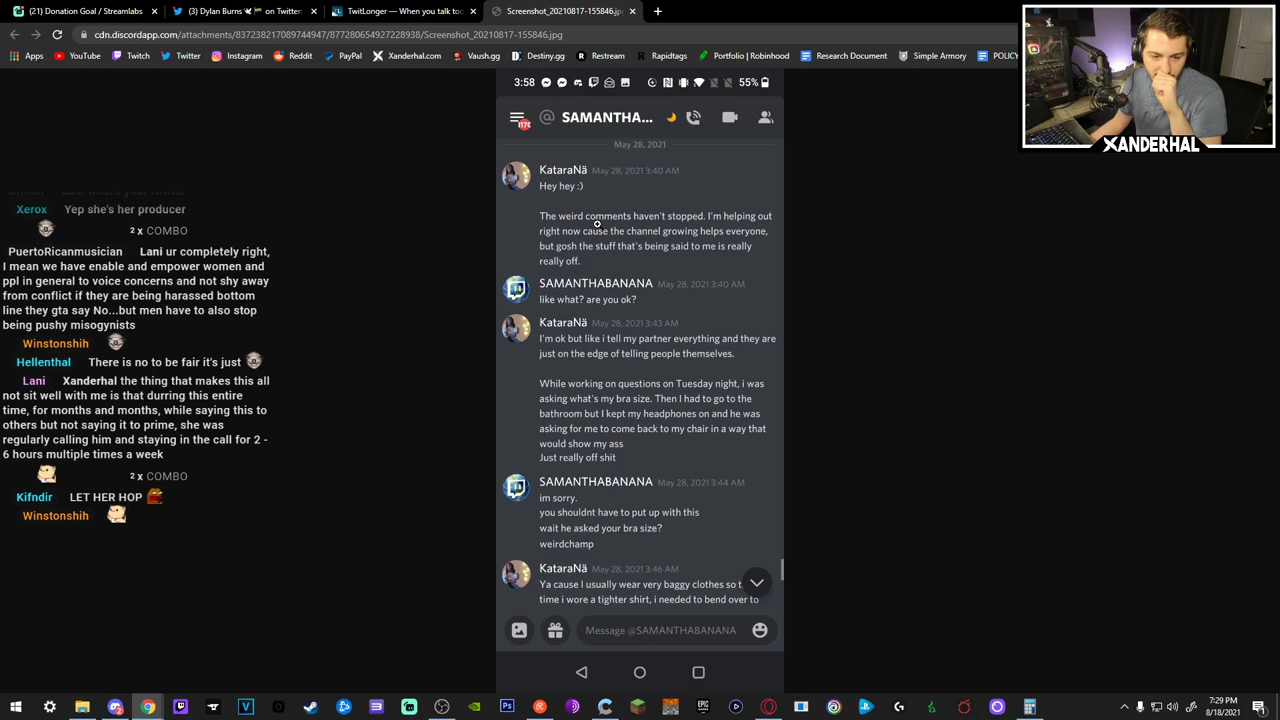 (21) Donation Goal / Streamlabs
(3) Dylan Burns on Twitter:
TwitLonger — When you talk too
Screenshot_20210817-155846.jpg
cdn.discordapp.com/attachments/837238217089744947/877280654927228938/Screenshot_20210817-155846.jpg
Apps
YouTube
Twitch
Twitter
Instagram
Reddit
PayPal
Xanderhal.com
Vaush.gg
Destiny.gg
Restream
Rapidtags
Portfolio | Robinhood
Research Document
Science Document
POLIC
XANDERHAL
Xerox Yep she's her producer
2 x COMBO
PuertoRicanmusician Lani ur completely right,
I mean we have enable and empower women and
ppl in general to voice concerns and not shy away
from conflict if they are being harassed bottom
line they gta say No...but men have to also stop
being pushy misogynists
Winstonshih
Hellenthal There is no to be fair it's just
Lani Xanderhal the thing that makes this all
not sit well with me is that durring this entire
time, for months and months, while saying this to
others but not saying it to prime, she was
regularly calling him and staying in the call for 2 -
6 hours multiple times a week
2 x COMBO
Kifndir LET HER HOP
Winstonshih
3:58
55%
@ SAMANTHA...
May 28, 2021
KataraNä May 28, 2021 3:40 AM
Hey hey :)
The weird comments haven't stopped. I'm helping out
right now cause the channel growing helps everyone,
but gosh the stuff that's being said to me is really
really off.
SAMANTHABANANA May 28, 2021 3:40 AM
like what? are you ok?
KataraNä May 28, 2021 3:43 AM
I'm ok but like i tell my partner everything and they are
just on the edge of telling people themselves.
While working on questions on Tuesday night, i was
asking what's my bra size. Then I had to go to the
bathroom but I kept my headphones on and he was
asking for me to come back to my chair in a way that
would show my ass
Just really off shit
SAMANTHABANANA May 28, 2021 3:44 AM
im sorry.
you shouldnt have to put up with this
wait he asked your bra size?
weirdchamp
KataraNä May 28, 2021 3:46 AM
Ya cause I usually wear very baggy clothes so t
time i wore a tighter shirt, i needed to bend over to
Message @SAMANTHABANANA
7:29 PM
8/18/2021